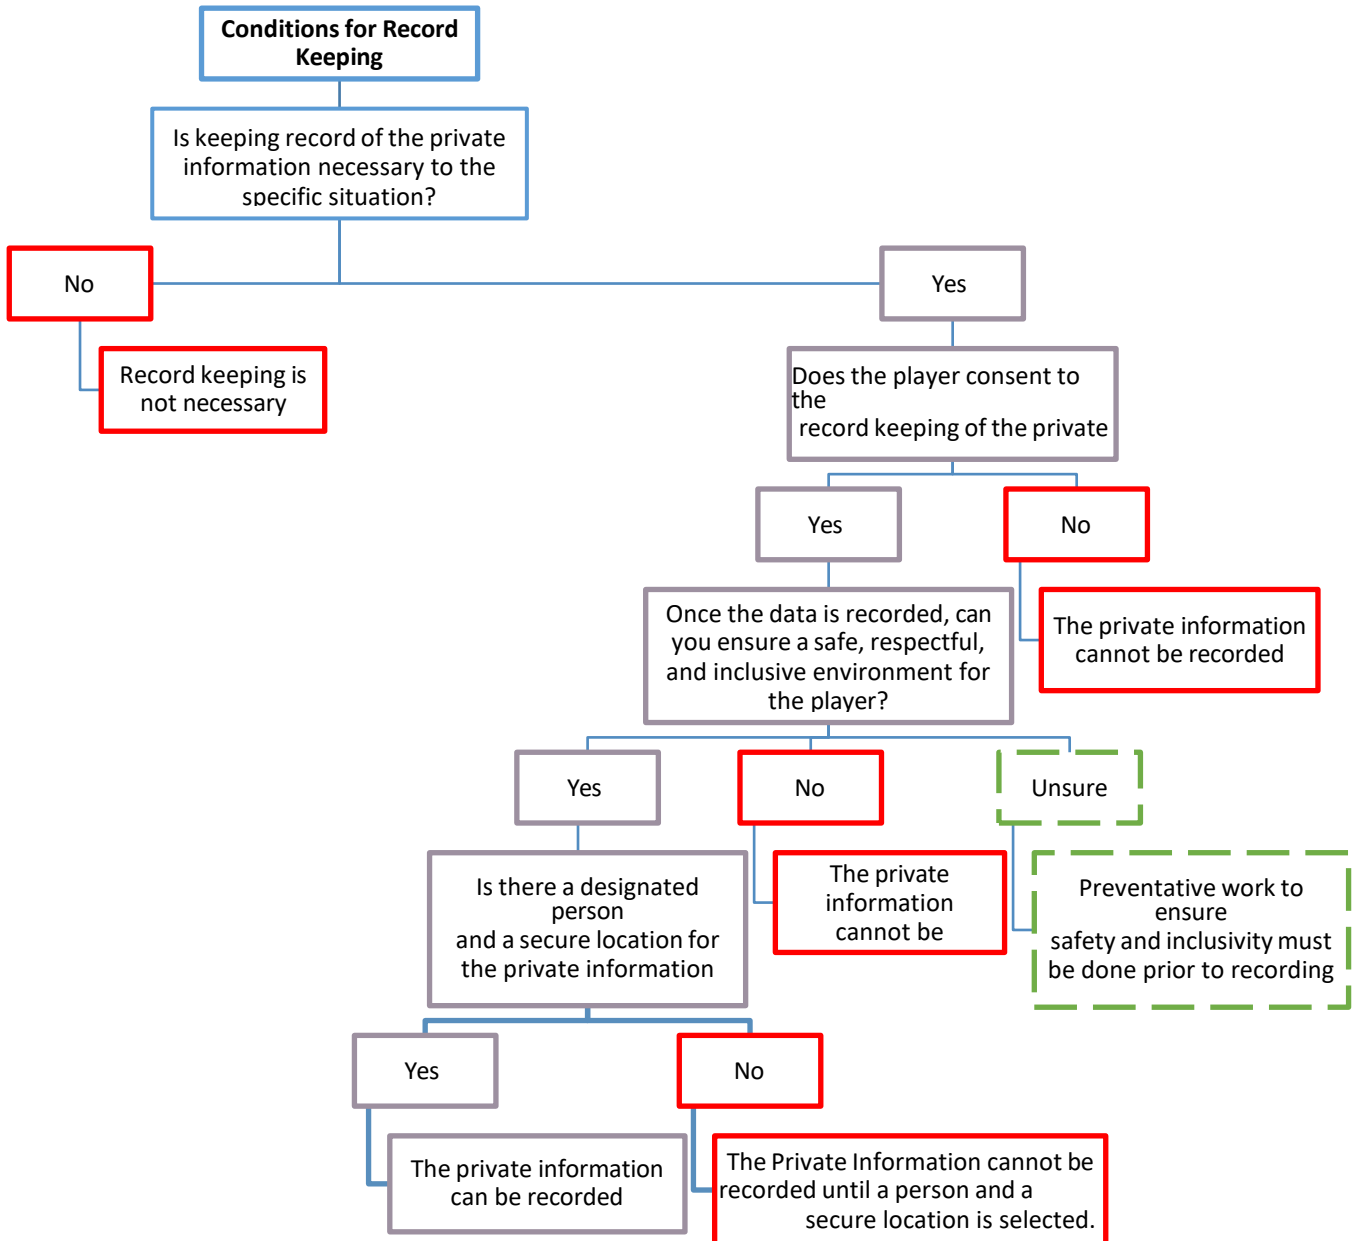 Conditions for Record
Keeping
Is keeping record of the private
information necessary to the
specific situation?
No
Yes
Record keeping is
not necessary
Does the player consent to
the
record keeping of the private
Yes
No
Once the data is recorded, can
you ensure a safe, respectful,
and inclusive environment for
the player?
The private information
cannot be recorded
Yes
No
Unsure
Is there a designated
person
and a secure location for
the private information
The private
information
cannot be
Preventative work to
ensure
safety and inclusivity must
be done prior to recording
Yes
No
The private information
can be recorded
The Private Information cannot be
recorded until a person and a
secure location is selected.